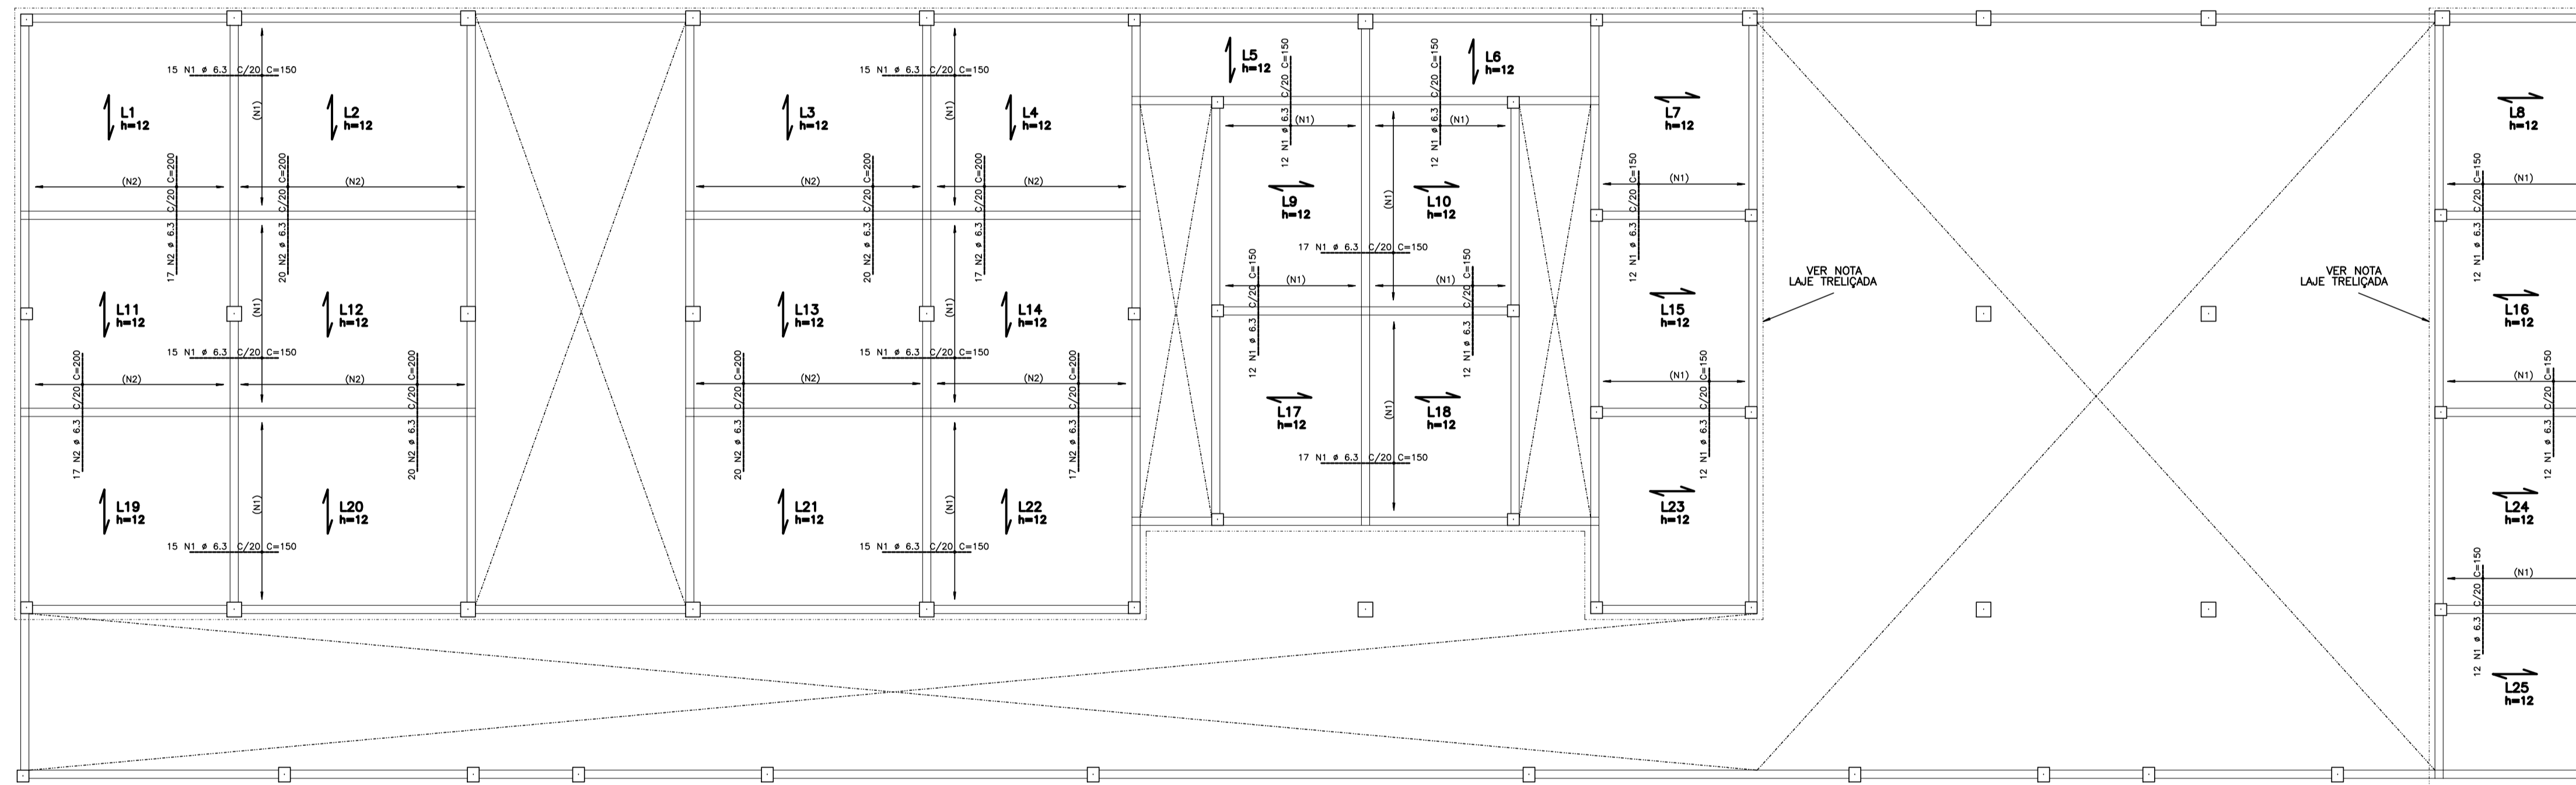 15 N1 ø 6.3 C/20 C=150
15 N1 ø 6.3 C/20 C=150
L1
h=12
(N1)
L2
h=12
L3
h=12
(N1)
L4
h=12
L5
h=12
12 N1 ø 6.3 C/20 C=150
(N1)
12 N1 ø 6.3 C/20 C=150
(N1)
L6
h=12
L7
h=12
L8
h=12
17 N2 ø 6.3 C/20 C=200
(N2)
20 N2 ø 6.3 C/20 C=200
(N2)
20 N2 ø 6.3 C/20 C=200
(N2)
17 N2 ø 6.3 C/20 C=200
(N2)
L9
h=12
(N1)
L10
h=12
12 N1 ø 6.3 C/20 C=150
(N1)
12 N1 ø 6.3 C/20 C=150
(N1)
17 N1 ø 6.3 C/20 C=150
12 N1 ø 6.3 C/20 C=150
(N1)
12 N1 ø 6.3 C/20 C=150
(N1)
VER NOTA
LAJE TRELIÇADA
VER NOTA
LAJE TRELIÇADA
L11
h=12
(N1)
L12
h=12
L13
h=12
(N1)
L14
h=12
L15
h=12
L16
h=12
15 N1 ø 6.3 C/20 C=150
15 N1 ø 6.3 C/20 C=150
17 N2 ø 6.3 C/20 C=200
(N2)
(N2)
20 N2 ø 6.3 C/20 C=200
20 N2 ø 6.3 C/20 C=200
(N2)
(N2)
17 N2 ø 6.3 C/20 C=200
L17
h=12
(N1)
L18
h=12
(N1)
12 N1 ø 6.3 C/20 C=150
(N1)
12 N1 ø 6.3 C/20 C=150
17 N1 ø 6.3 C/20 C=150
L19
h=12
(N1)
L20
h=12
L21
h=12
(N1)
L22
h=12
L23
h=12
L24
h=12
15 N1 ø 6.3 C/20 C=150
15 N1 ø 6.3 C/20 C=150
12 N1 ø 6.3 C/20 C=150
(N1)
L25
h=12